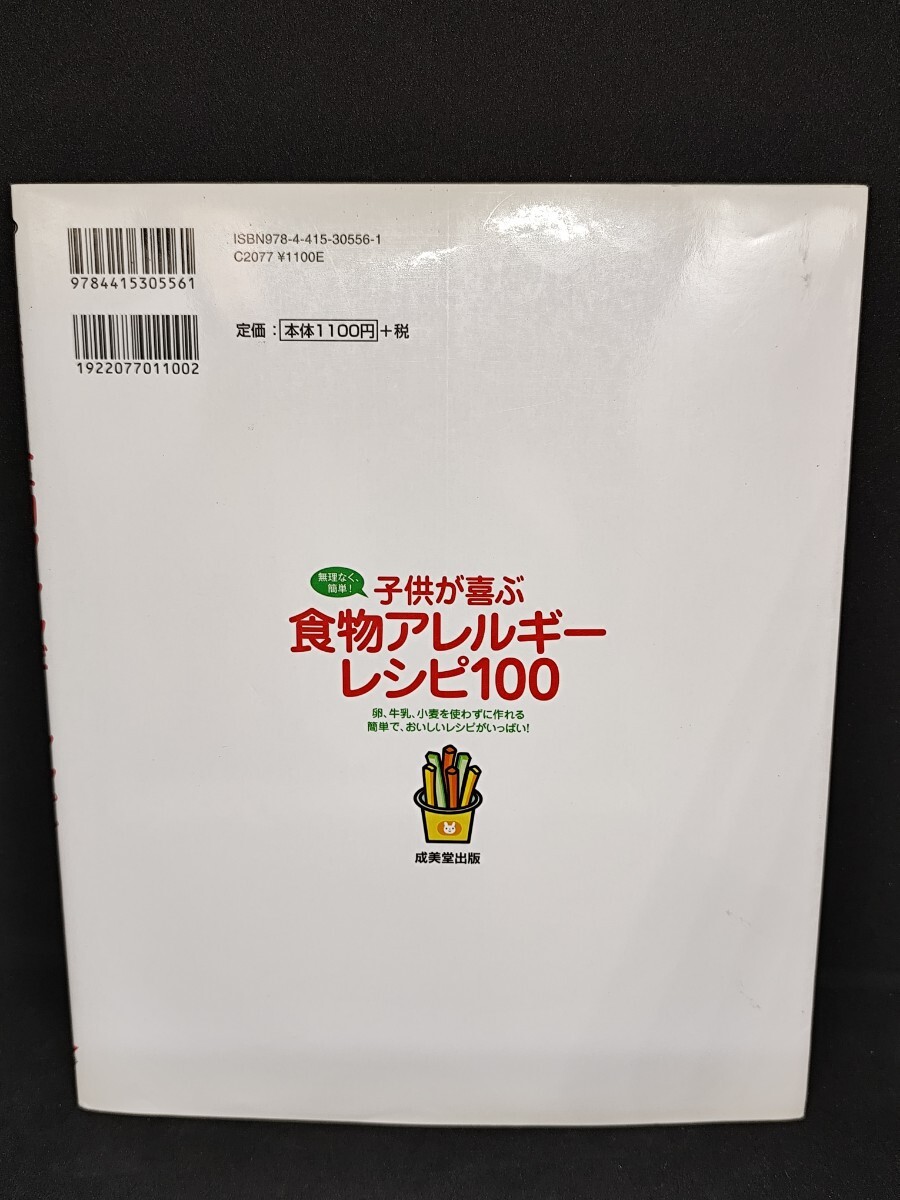 ISBN978-4-415-30556-1
C2077 ¥1100E
9784415305561
定価：本体1100円+税
1922077011002
無理なく、
簡単！
子供が喜ぶ
食物アレルギー
レシピ100
卵、牛乳、小麦を使わずに作れる
簡単で、おいしいレシピがいっぱい！
成美堂出版